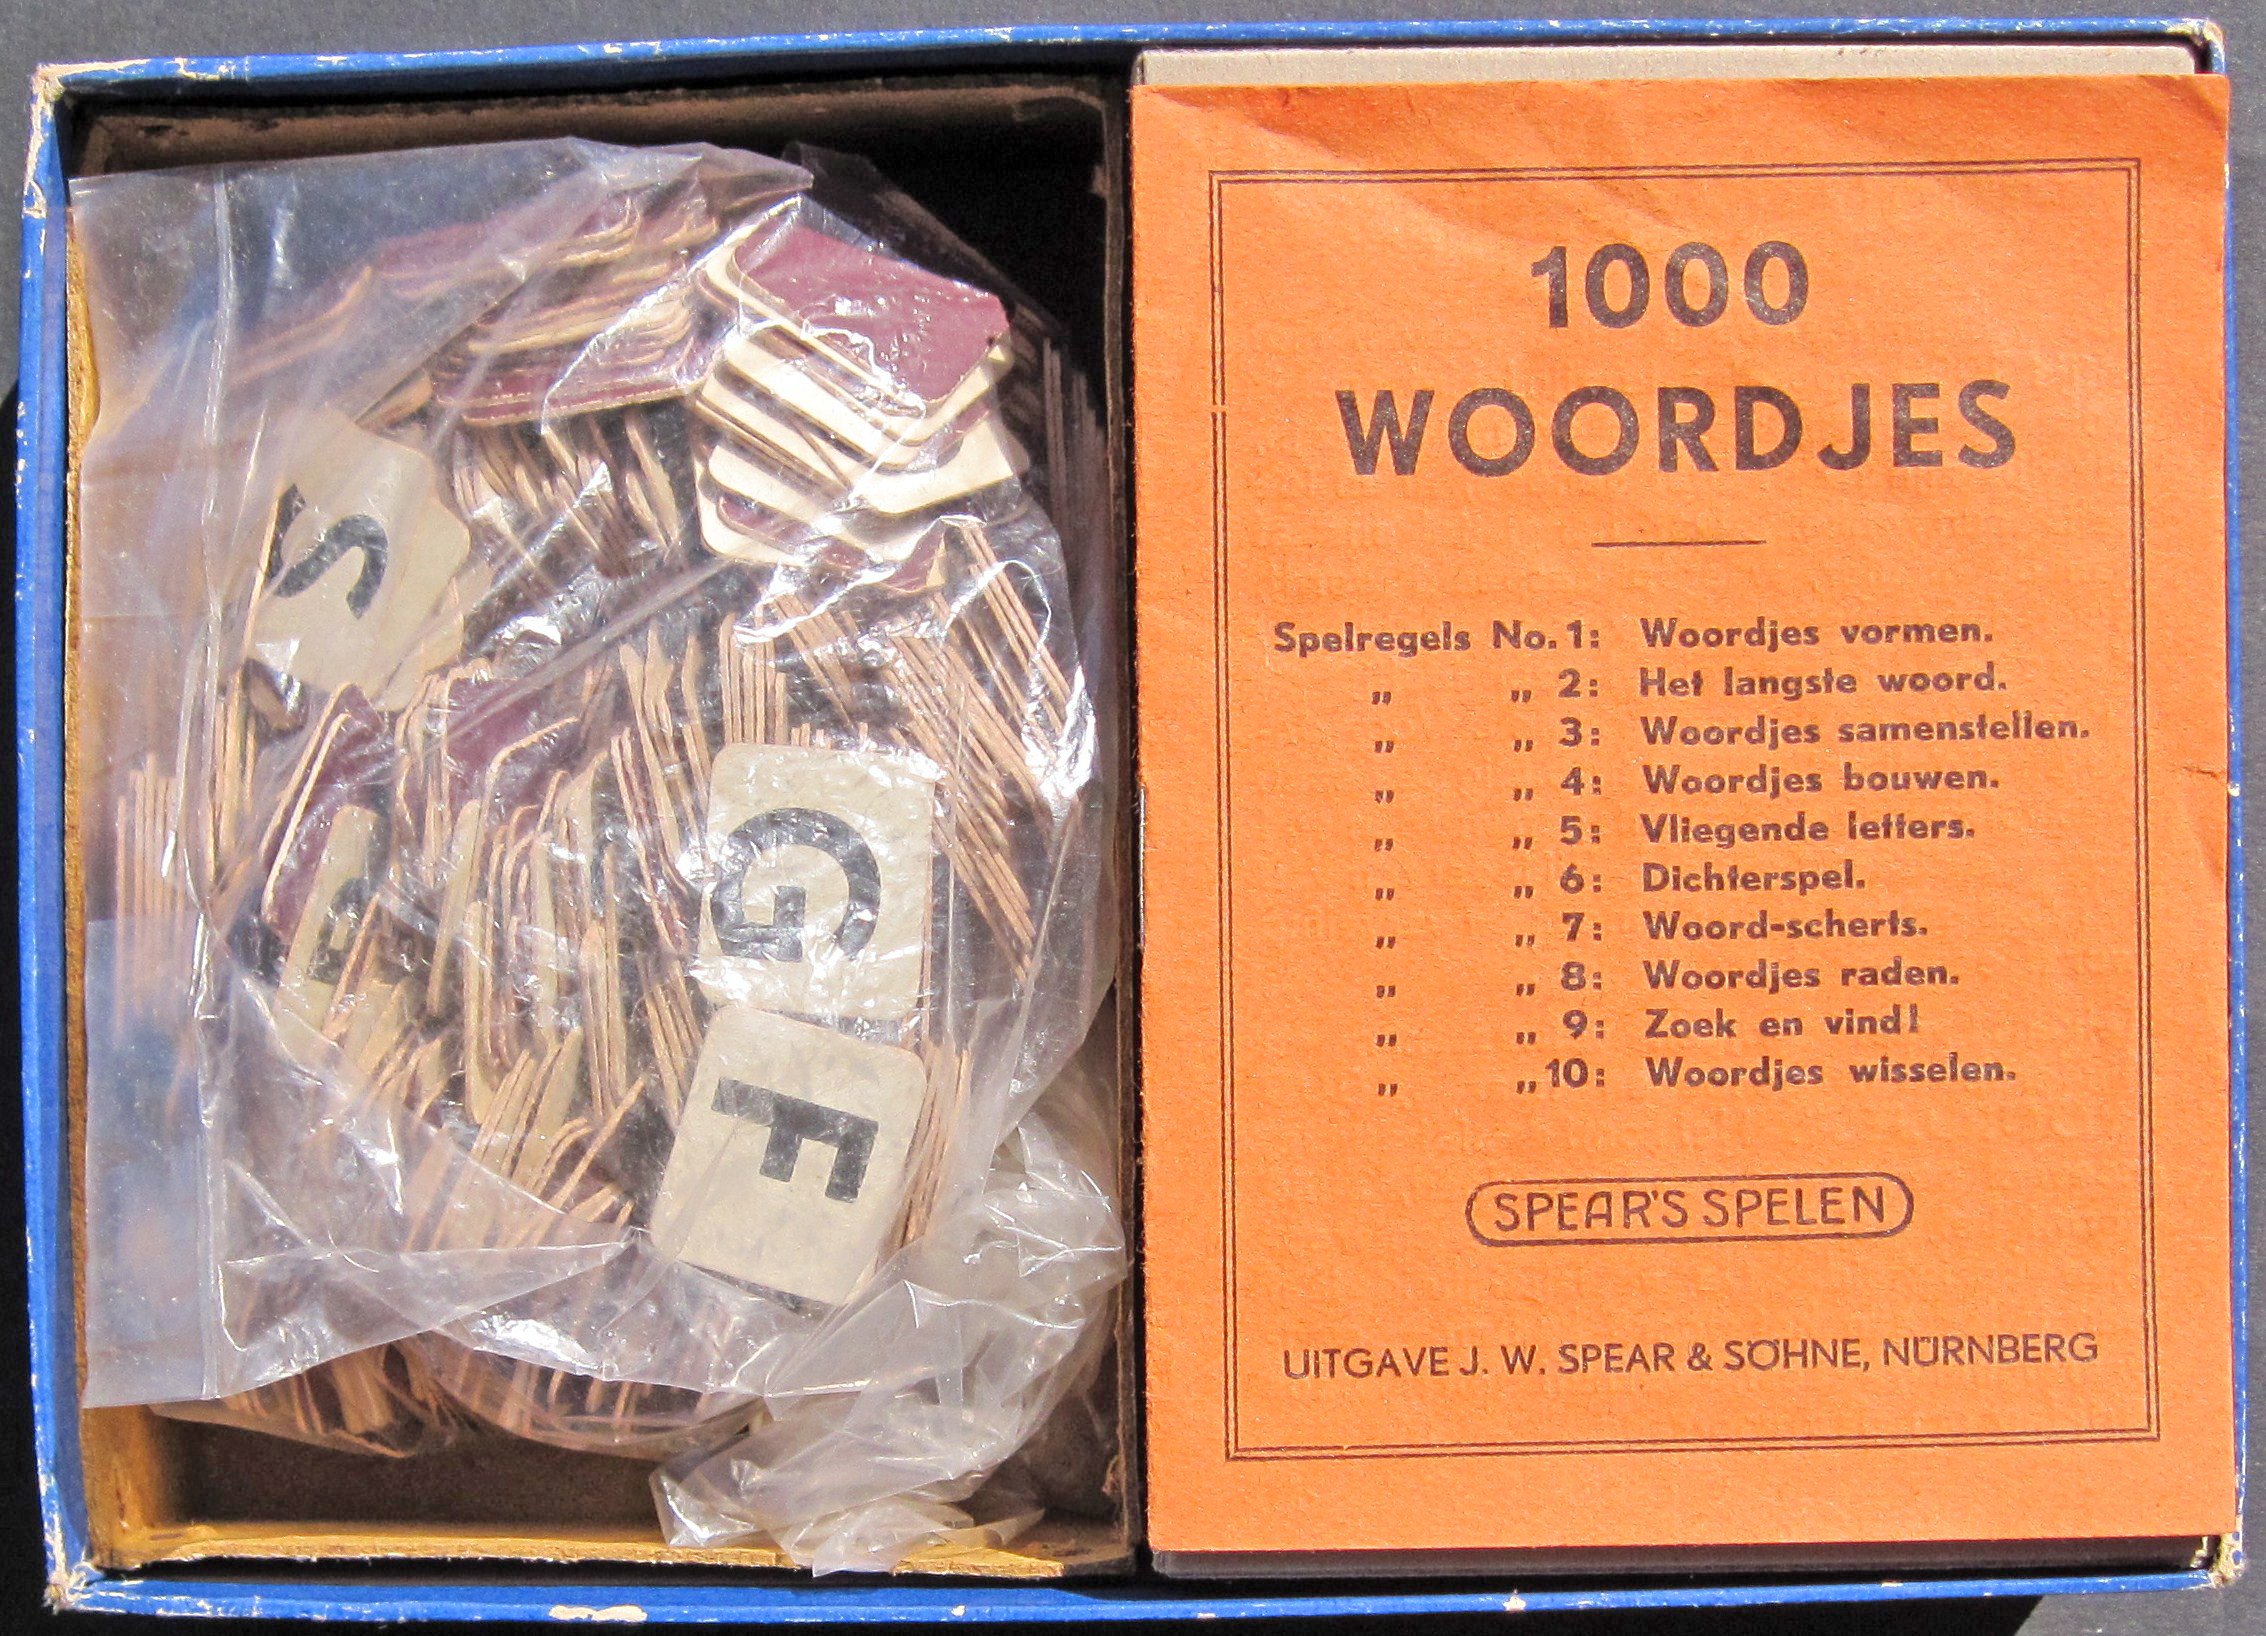 1000
WOORDJES
Spelregels No. 1: Woordjes vormen.
„ „ 2: Het langste woord.
„ „ 3: Woordjes samenstellen.
„ „ 4: Woordjes bouwen.
„ „ 5: Vliegende letters.
„ „ 6: Dichterspel.
„ „ 7: Woord-scherts.
„ „ 8: Woordjes raden.
„ „ 9: Zoek en vind!
„ „ 10: Woordjes wisselen.
SPEAR'S SPELEN
UITGAVE J. W. SPEAR & SÖHNE, NÜRNBERG
S
G
F